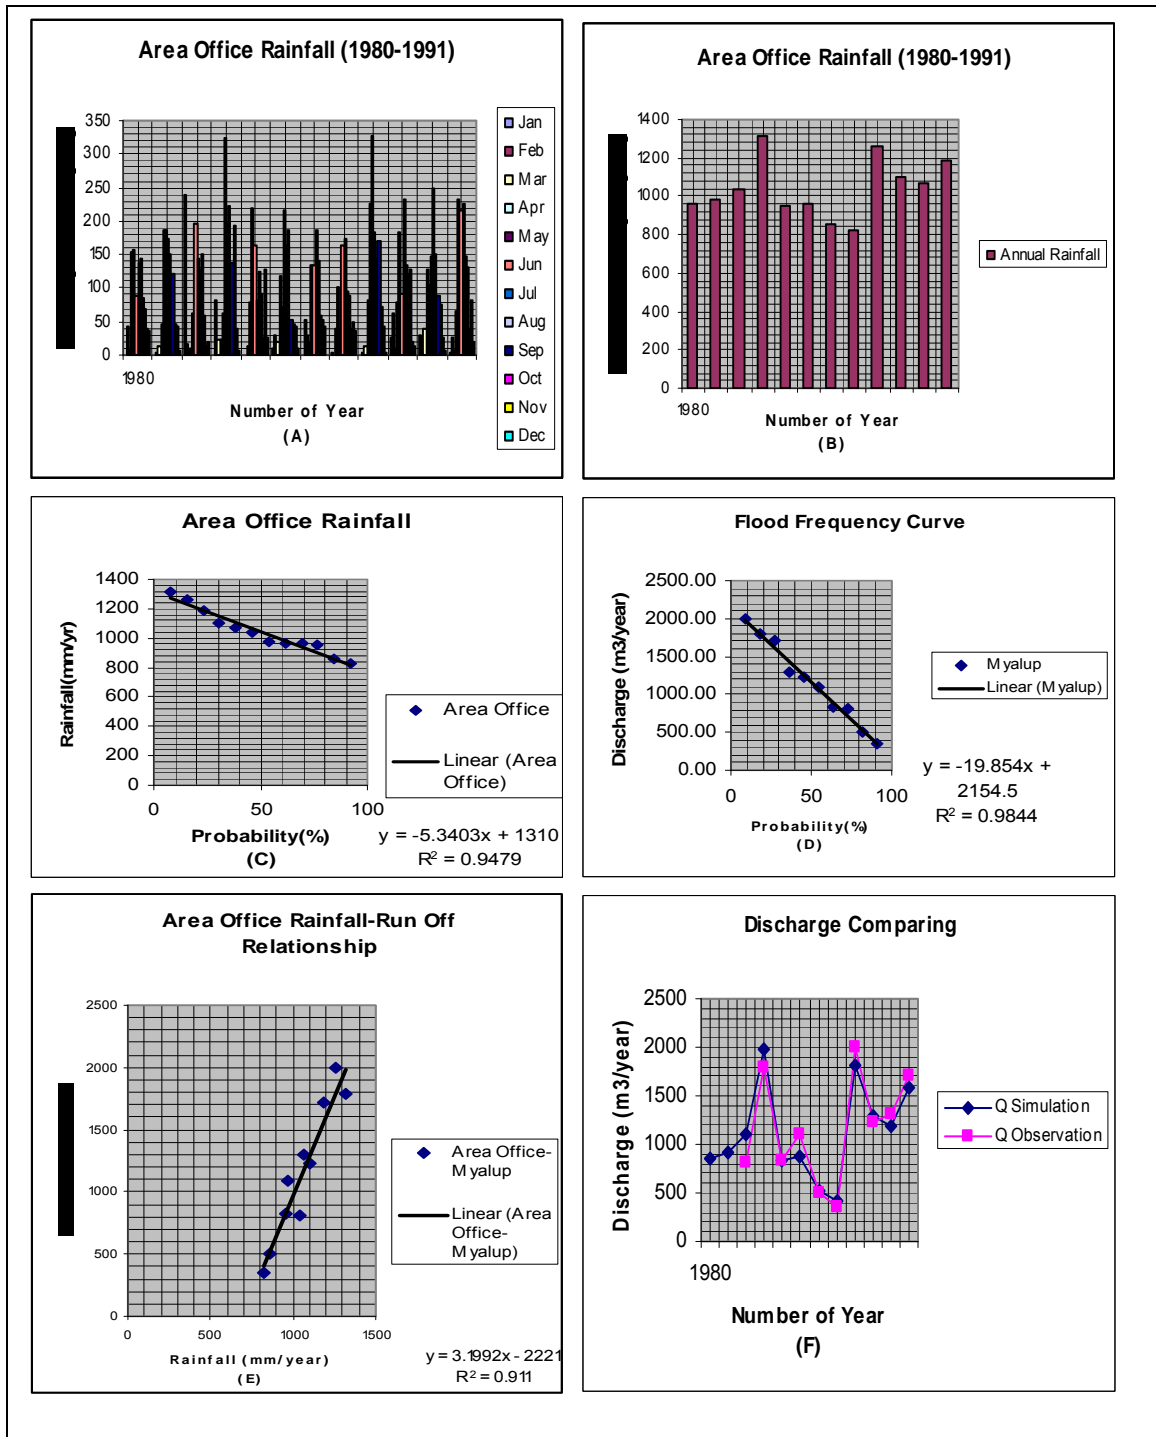 Area Office Rainfall (1980-1991)
350
300
250
200
150
100
50
0
1980
Number of Year
(A)
Jan
Feb
Mar
Apr
May
Jun
Jul
Aug
Sep
Oct
Nov
Dec
Area Office Rainfall (1980-1991)
1400
1200
1000
800
600
400
200
0
1980
Number of Year
(B)
Annual Rainfall
Area Office Rainfall
Rainfall(mm/yr)
1400
1200
1000
800
600
400
200
0
0 50 100
Probability(%)
(C)
Area Office
Linear (Area
Office)
y = -5.3403x + 1310
R² = 0.9479
Flood Frequency Curve
Discharge (m3/year)
2500.00
2000.00
1500.00
1000.00
500.00
0.00
0 50 100
Probability(%)
(D)
Myalup
Linear (Myalup)
y = -19.854x +
2154.5
R² = 0.9844
Area Office Rainfall-Run Off
Relationship
2500
2000
1500
1000
500
0
0 500 1000 1500
Rainfall (mm/year)
(E)
Area Office-
Myalup
Linear (Area
Office-
Myalup)
y = 3.1992x - 2221
R² = 0.911
Discharge Comparing
Discharge (m3/year)
2500
2000
1500
1000
500
0
1980
Number of Year
(F)
Q Simulation
Q Observation